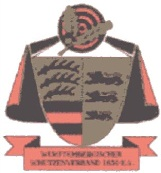 WÜRTTEMBERGISCHER
SCHÜTZENVERBAND 1850 E.V.